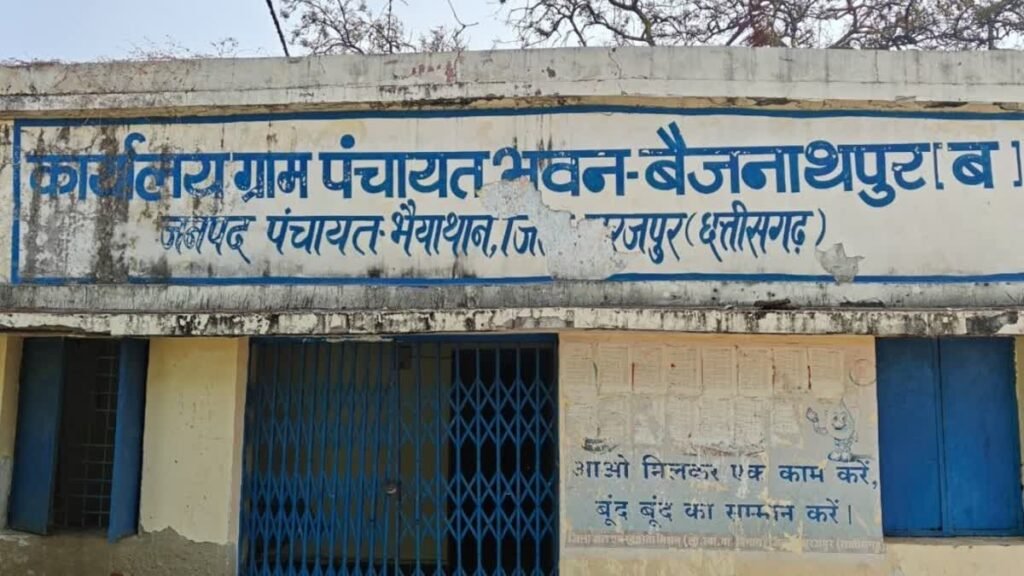 कार्यालय ग्राम पंचायत भवन-बैजनाथपुर [ब]
जनपद पंचायत-भैयाथान, (छत्तीसगढ़)
आओ मिलकर एक काम करें,
बूंद बूंद का सम्मान करें।